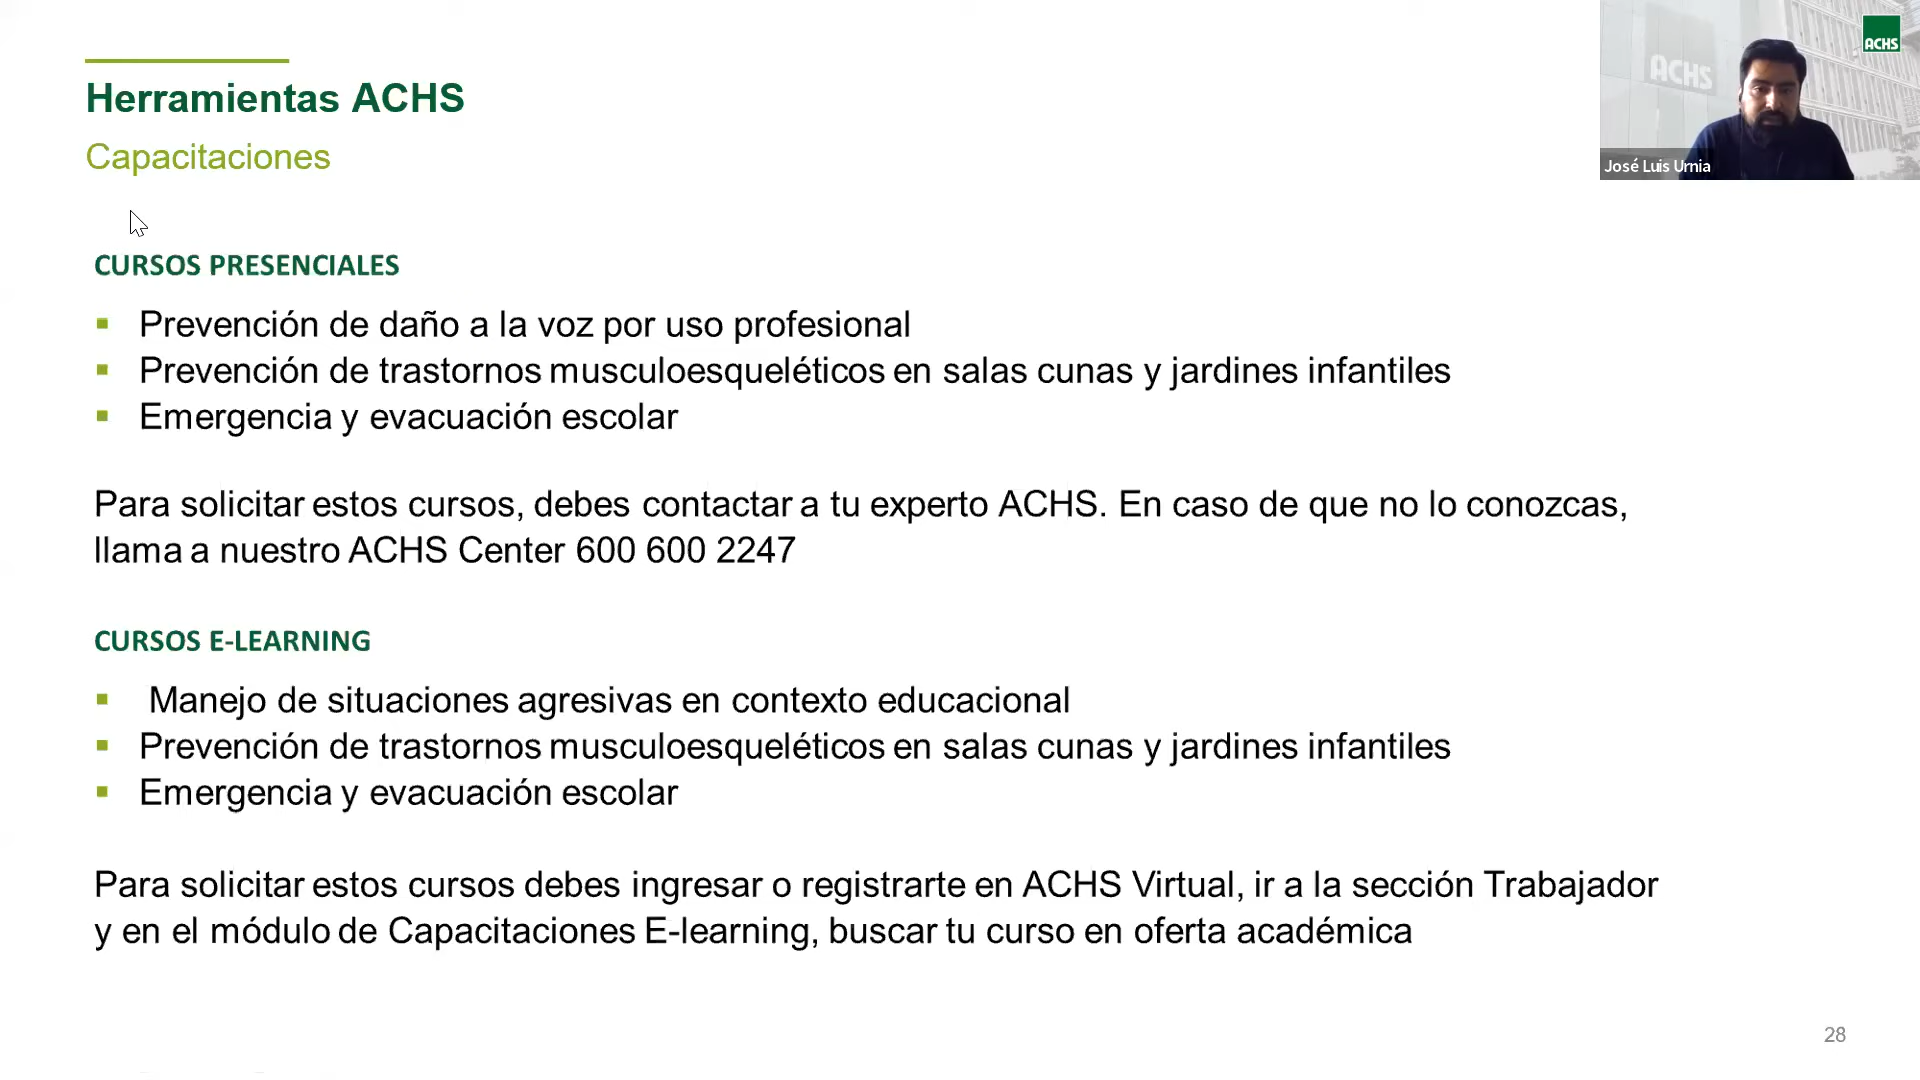 Herramientas ACHS
Capacitaciones
ACHS
ACHS
José Luis Urnia
CURSOS PRESENCIALES
▪ Prevención de daño a la voz por uso profesional
▪ Prevención de trastornos musculoesqueléticos en salas cunas y jardines infantiles
▪ Emergencia y evacuación escolar
Para solicitar estos cursos, debes contactar a tu experto ACHS. En caso de que no lo conozcas,
llama a nuestro ACHS Center 600 600 2247
CURSOS E-LEARNING
▪ Manejo de situaciones agresivas en contexto educacional
▪ Prevención de trastornos musculoesqueléticos en salas cunas y jardines infantiles
▪ Emergencia y evacuación escolar
Para solicitar estos cursos debes ingresar o registrarte en ACHS Virtual, ir a la sección Trabajador
y en el módulo de Capacitaciones E-learning, buscar tu curso en oferta académica
28